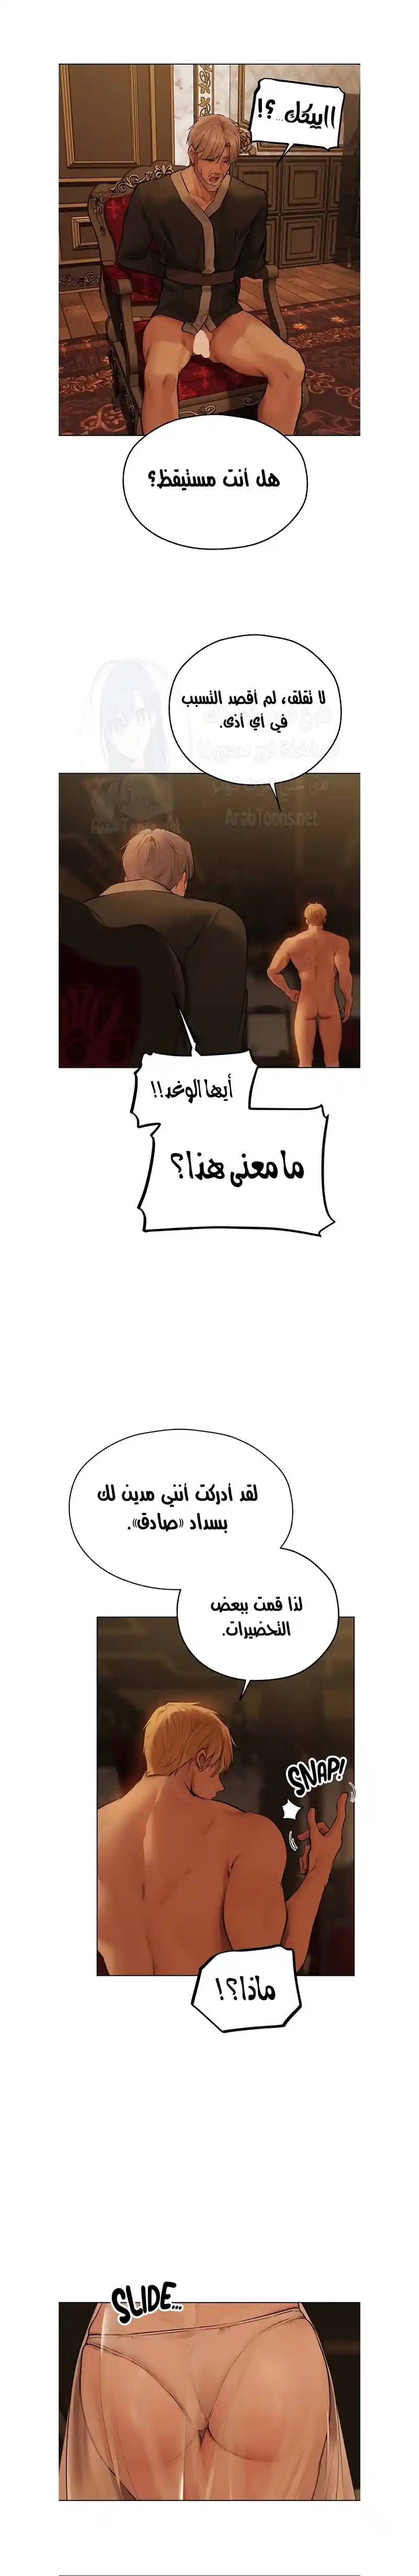 اييكك...؟!
هل أنت مستيقظ؟
لا تقلق، لم أقصد التسبب
في أي أذى.
ArabToons.net
أيها الوغد!!
ما معنى هذا؟
لقد أدركت أنني مدين لك
بسداد «صادق».
لذا قمت ببعض
التحضيرات.
SNAP!
ماذا؟!
SLIDE...